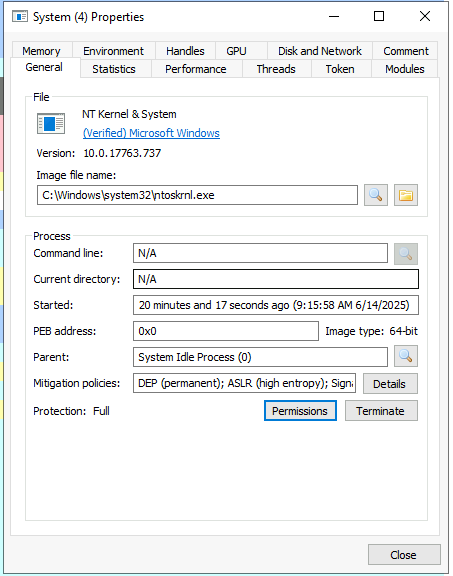 System (4) Properties
Memory Environment Handles GPU Disk and Network Comment
General Statistics Performance Threads Token Modules
File
NT Kernel & System
(Verified) Microsoft Windows
Version: 10.0.17763.737
Image file name:
C:\Windows\system32\ntoskrnl.exe
Process
Command line: N/A
Current directory: N/A
Started: 20 minutes and 17 seconds ago (9:15:58 AM 6/14/2025)
PEB address: 0x0 Image type: 64-bit
Parent: System Idle Process (0)
Mitigation policies: DEP (permanent); ASLR (high entropy); Sign Details
Protection: Full Permissions Terminate
Close